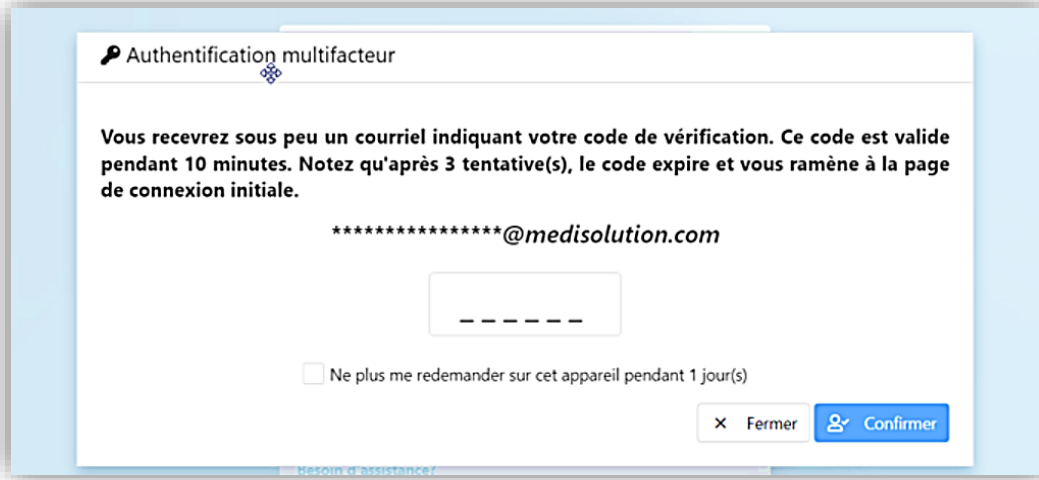 Authentification multifacteur
Vous recevrez sous peu un courriel indiquant votre code de vérification. Ce code est valide
pendant 10 minutes. Notez qu'après 3 tentative(s), le code expire et vous ramène à la page
de connexion initiale.
****************@medisolution.com
_ _ _ _ _ _
Ne plus me redemander sur cet appareil pendant 1 jour(s)
× Fermer Confirmer
Besoin d'assistance?